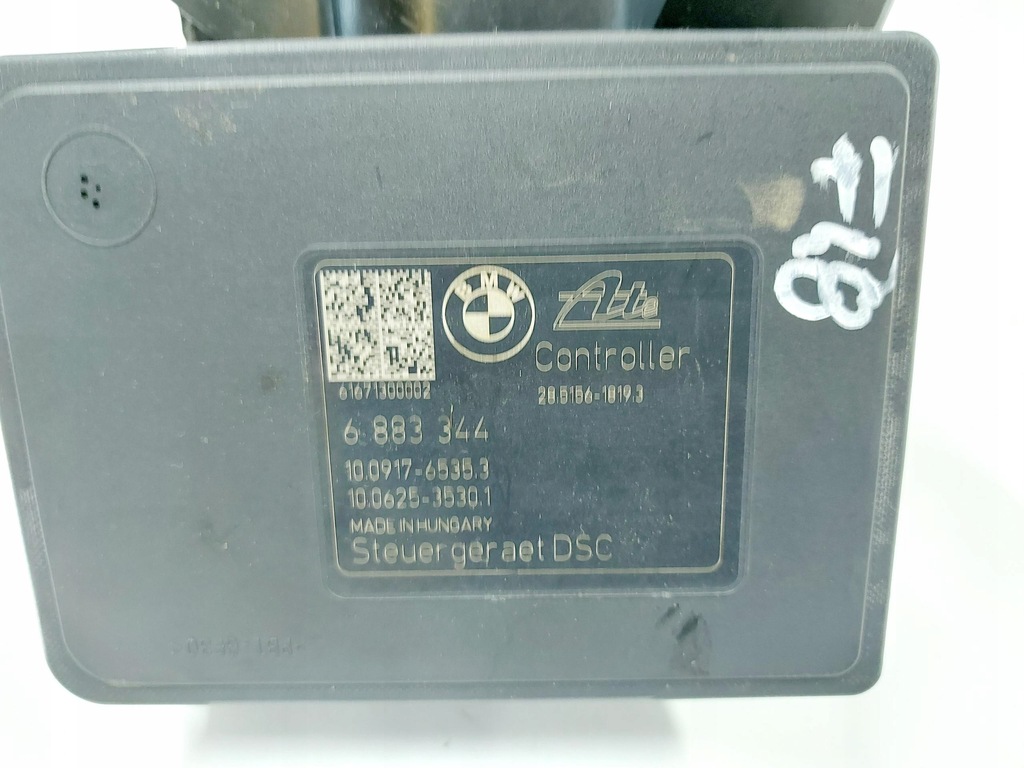 BMW
Ate
Controller
61671300002
28.5156-1819.3
6 883 344
10.0917-6535.3
10.0625-3530.1
MADE IN HUNGARY
Steuergeraet DSC